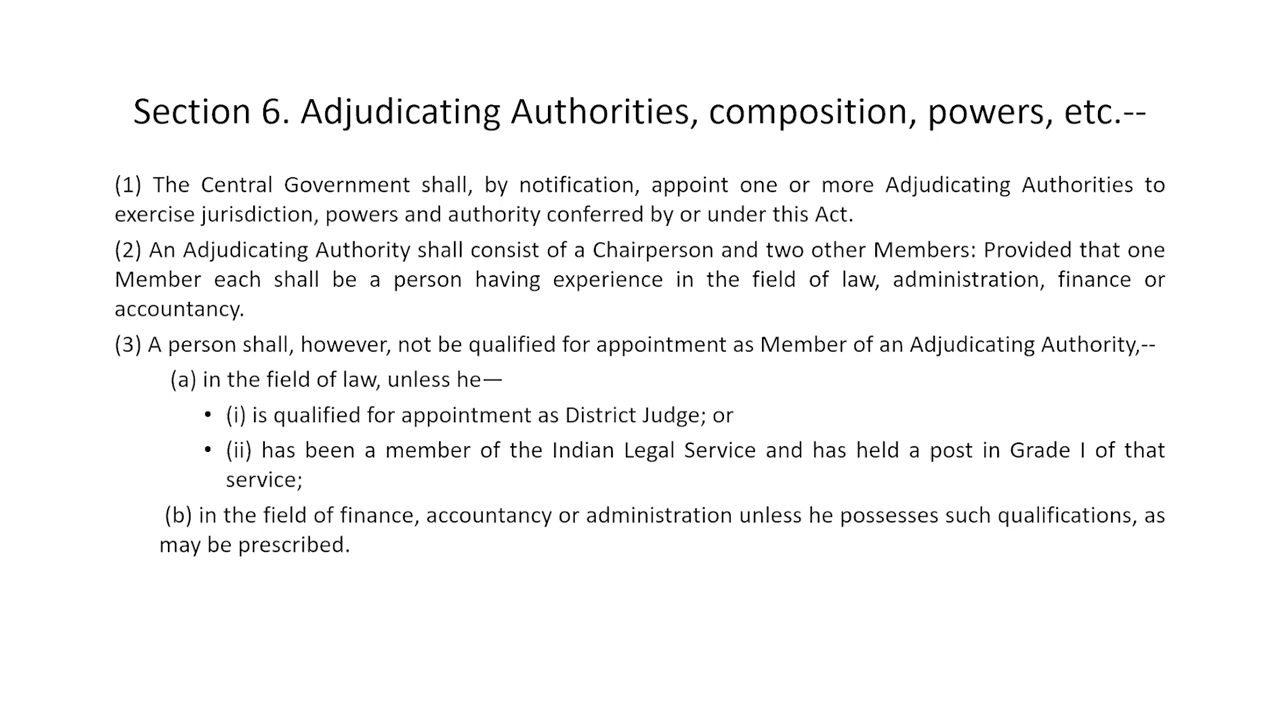 Section 6. Adjudicating Authorities, composition, powers, etc.--
(1) The Central Government shall, by notification, appoint one or more Adjudicating Authorities to
exercise jurisdiction, powers and authority conferred by or under this Act.
(2) An Adjudicating Authority shall consist of a Chairperson and two other Members: Provided that one
Member each shall be a person having experience in the field of law, administration, finance or
accountancy.
(3) A person shall, however, not be qualified for appointment as Member of an Adjudicating Authority,--
(a) in the field of law, unless he—
• (i) is qualified for appointment as District Judge; or
• (ii) has been a member of the Indian Legal Service and has held a post in Grade I of that
service;
(b) in the field of finance, accountancy or administration unless he possesses such qualifications, as
may be prescribed.